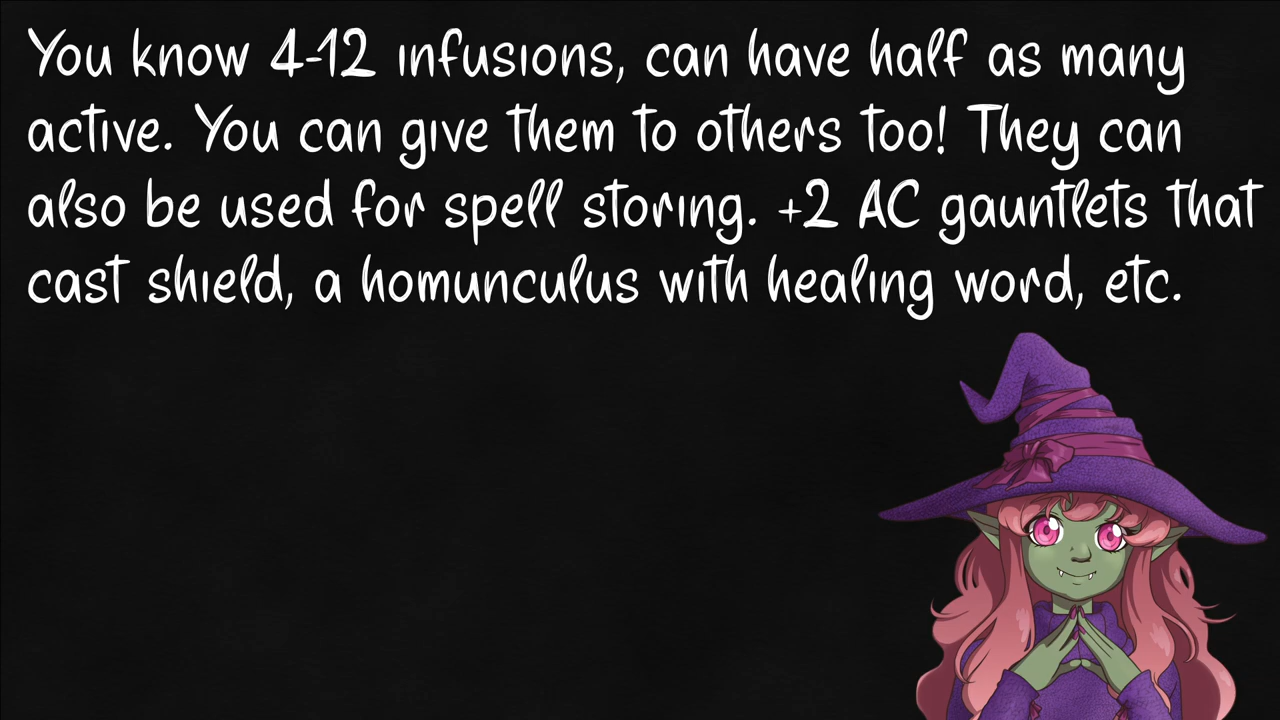 You know 4-12 infusions, can have half as many
active. You can give them to others too! They can
also be used for spell storing. +2 AC gauntlets that
cast shield, a homunculus with healing word, etc.